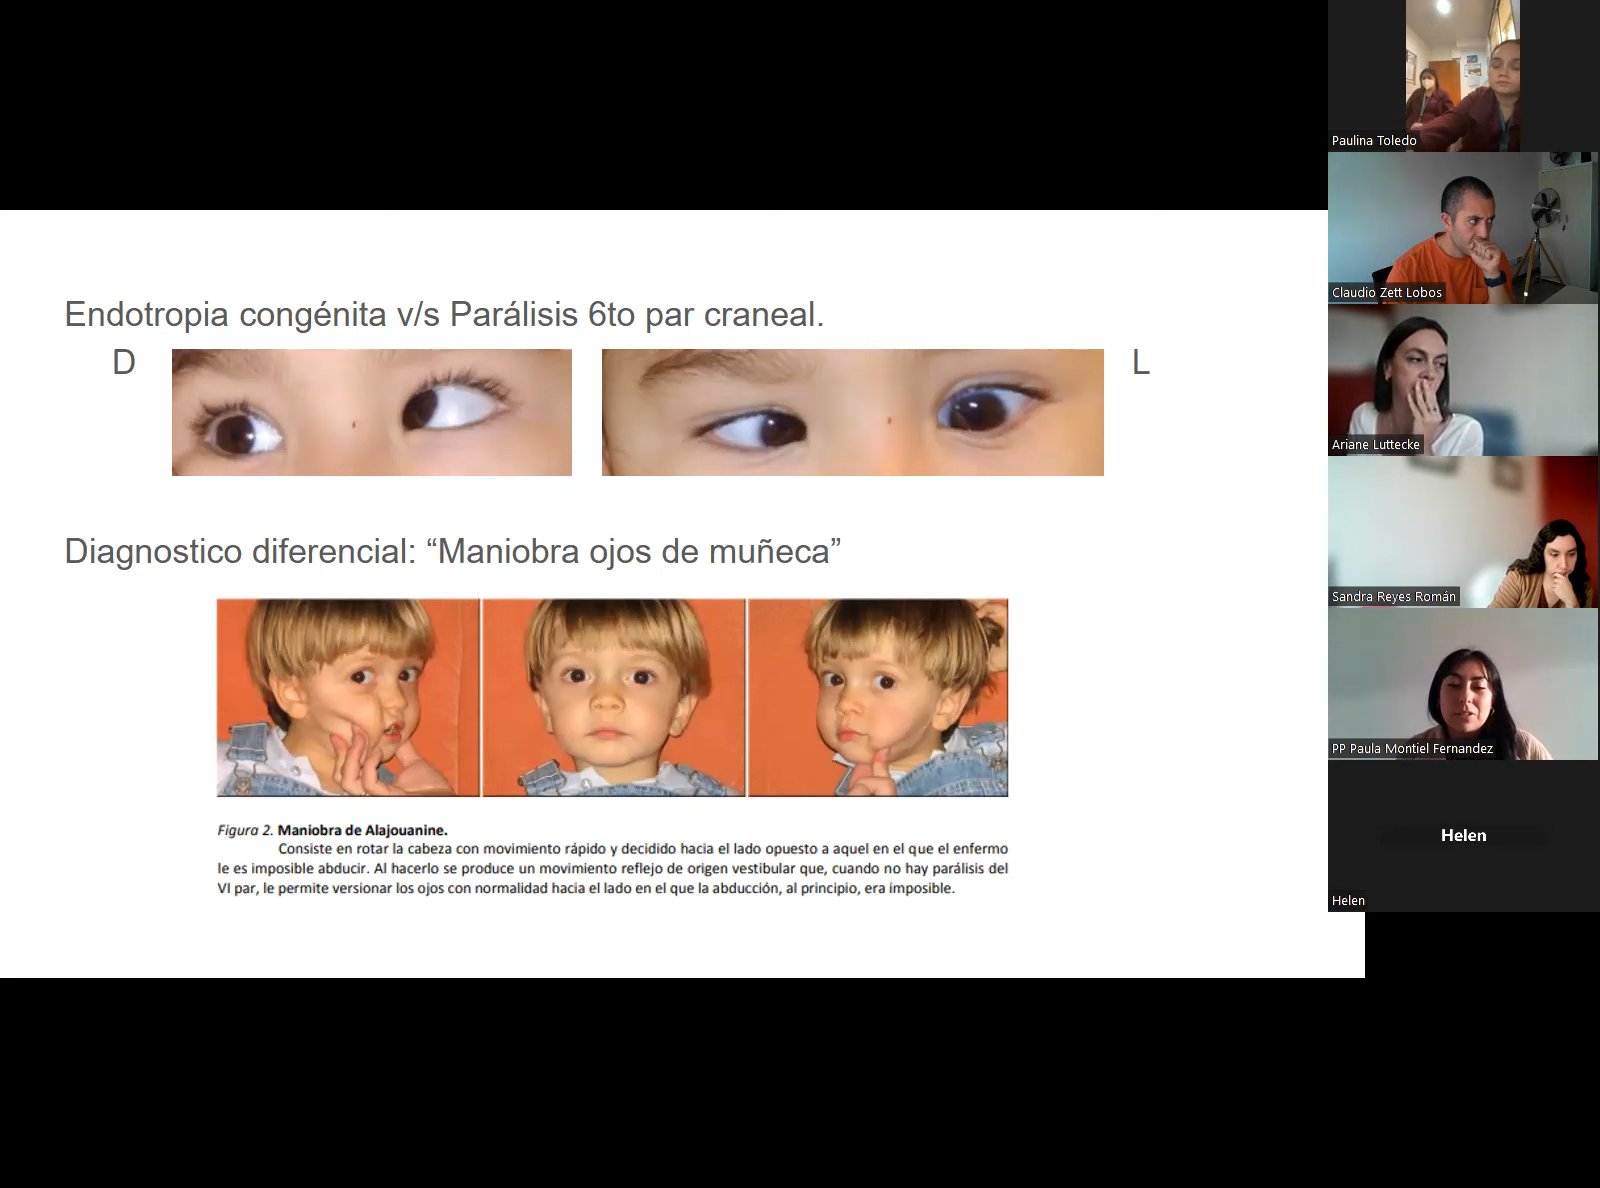 Endotropia congénita v/s Parálisis 6to par craneal.
D
L
Diagnostico diferencial: “Maniobra ojos de muñeca”
Figura 2. Maniobra de Alajouanine.
Consiste en rotar la cabeza con movimiento rápido y decidido hacia el lado opuesto a aquel en el que el enfermo
le es imposible abducir. Al hacerlo se produce un movimiento reflejo de origen vestibular que, cuando no hay parálisis del
VI par, le permite versionar los ojos con normalidad hacia el lado en el que la abducción, al principio, era imposible.
Paulina Toledo
Claudio Zett Lobos
Ariane Luttecke
Sandra Reyes Román
PP Paula Montiel Fernandez
Helen
Helen